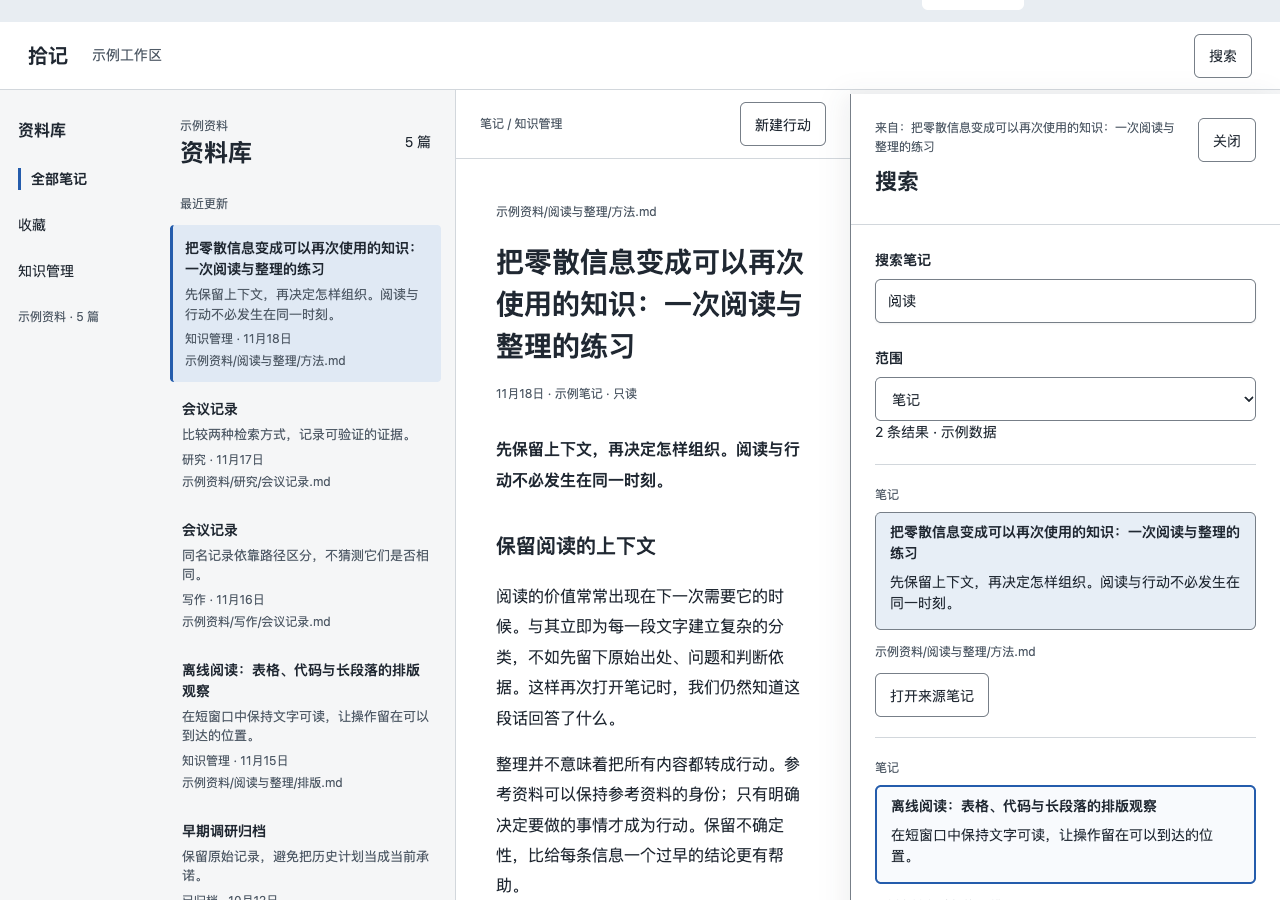 拾记
示例工作区
搜索
资料库
全部笔记
收藏
知识管理
示例资料 · 5 篇
示例资料
资料库
5 篇
最近更新
把零散信息变成可以再次使用的知识：
一次阅读与整理的练习
先保留上下文，再决定怎样组织。阅读与
行动不必发生在同一时刻。
知识管理 · 11月18日
示例资料/阅读与整理/方法.md
会议记录
比较两种检索方式，记录可验证的证据。
研究 · 11月17日
示例资料/研究/会议记录.md
会议记录
同名记录依靠路径区分，不猜测它们是否相
同。
写作 · 11月16日
示例资料/写作/会议记录.md
离线阅读：表格、代码与长段落的排版
观察
在短窗口中保持文字可读，让操作留在可以
到达的位置。
知识管理 · 11月15日
示例资料/阅读与整理/排版.md
早期调研归档
保留原始记录，避免把历史计划当成当前承
诺。
笔记 / 知识管理
新建行动
示例资料/阅读与整理/方法.md
把零散信息变成可以再次
使用的知识：一次阅读与
整理的练习
11月18日 · 示例笔记 · 只读
先保留上下文，再决定怎样组织。阅读与行
动不必发生在同一时刻。
保留阅读的上下文
阅读的价值常常出现在下一次需要它的时
候。与其立即为每一段文字建立复杂的分
类，不如先留下原始出处、问题和判断依
据。这样再次打开笔记时，我们仍然知道这
段话回答了什么。
整理并不意味着把所有内容都转成行动。参
考资料可以保持参考资料的身份；只有明确
决定要做的事情才成为行动。保留不确定
性，比给每条信息一个过早的结论更有帮
助。
来自：把零散信息变成可以再次使用的知识：一次阅读与
整理的练习
关闭
搜索
搜索笔记
阅读
范围
笔记
2 条结果 · 示例数据
笔记
把零散信息变成可以再次使用的知识：一次阅读与整理的
练习
先保留上下文，再决定怎样组织。阅读与行动不必发生在
同一时刻。
示例资料/阅读与整理/方法.md
打开来源笔记
笔记
离线阅读：表格、代码与长段落的排版观察
在短窗口中保持文字可读，让操作留在可以到达的位
置。